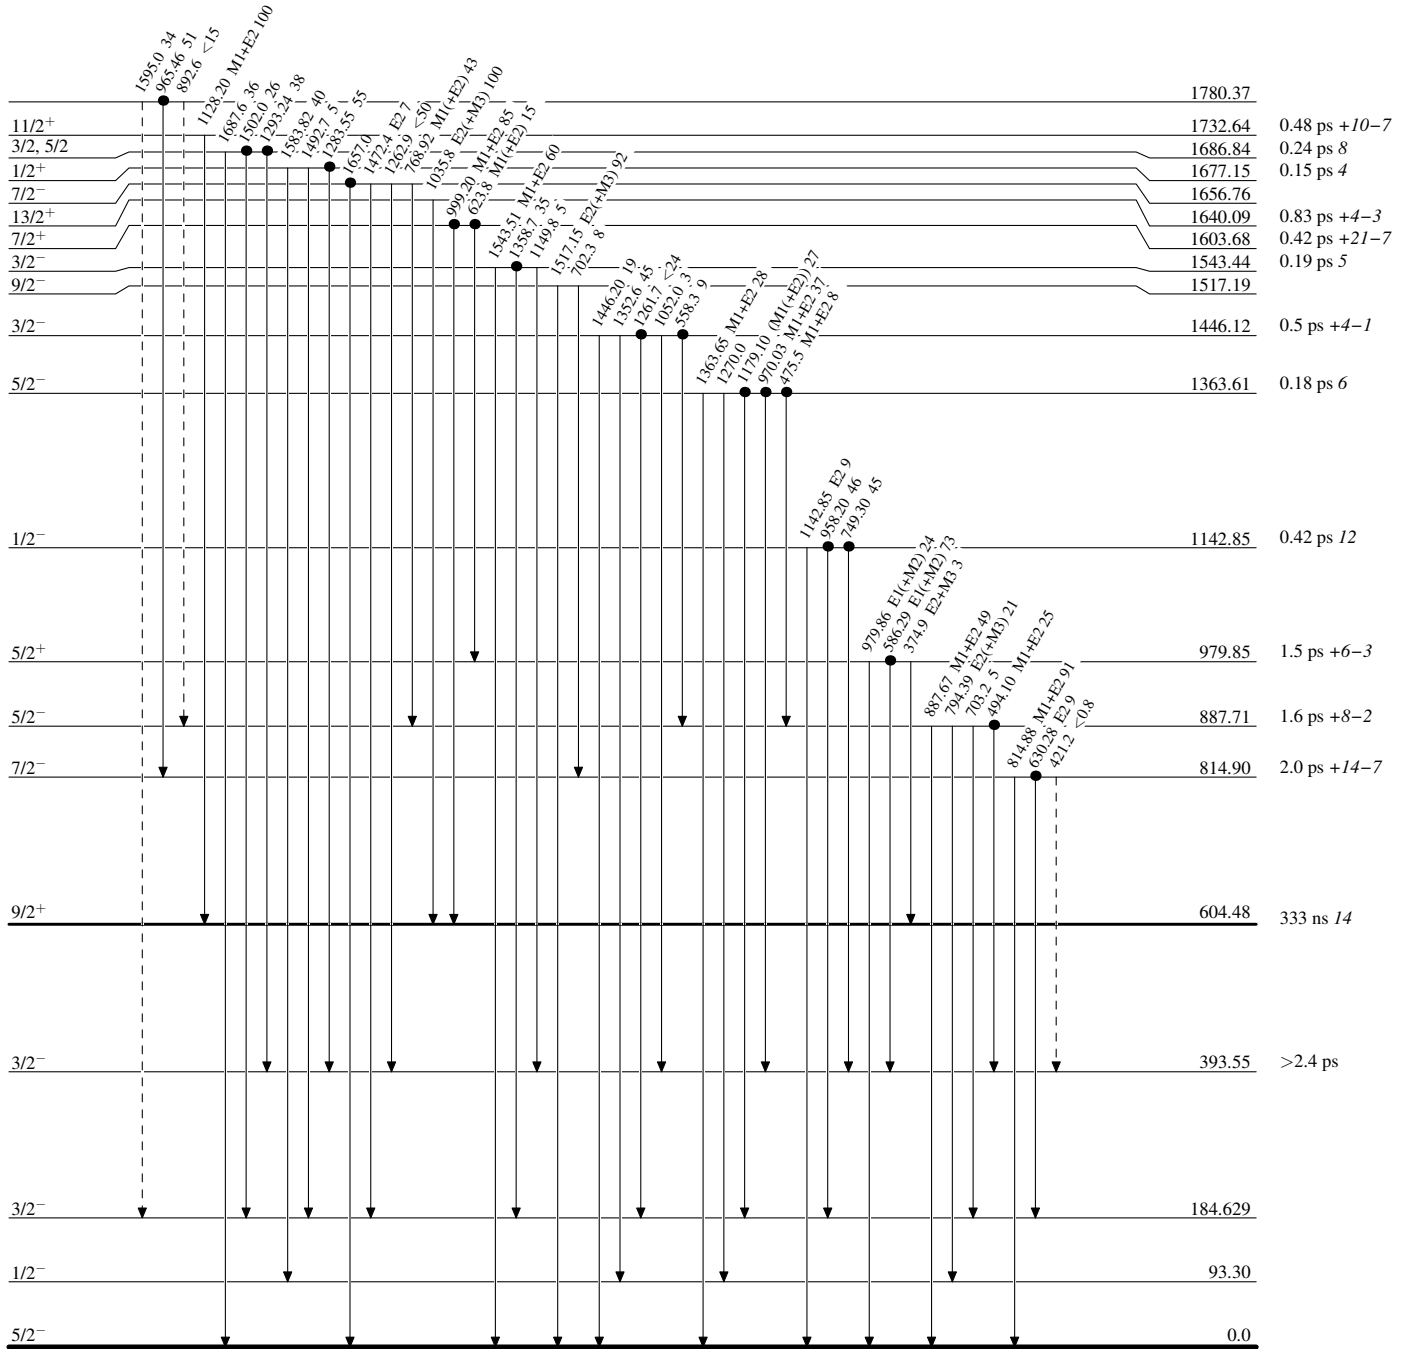 1595.0 34
965.46 51
892.6 <15
1128.20 M1+E2 100
1687.6 36
1502.0 26
1293.24 38
1583.82 40
1492.7 5
1283.55 55
1657.0
1472.4 E2 7
1262.9 <50
768.92 M1(+E2) 43
1035.8 E2(+M3) 100
999.20 M1+E2 85
623.8 M1(+E2) 15
1543.51 M1+E2 60
1358.7 35
1149.8 5
1517.15 E2(+M3) 92
702.3 8
1446.20 19
1352.6 45
1261.7 <24
1052.0 3
558.3 9
1363.65 M1+E2 28
1270.0
1179.10 (M1(+E2)) 27
970.03 M1+E2 37
475.5 M1+E2 8
1142.85 E2 9
958.20 46
749.30 45
979.86 E1(+M2) 24
586.29 E1(+M2) 73
374.9 E2+M3 3
887.67 M1+E2 49
794.39 E2(+M3) 21
703.2 5
494.10 M1+E2 25
814.88 M1+E2 91
630.28 E2 9
421.2 <0.8
1780.37
11/2+ 1732.64 0.48 ps +10−7
3/2, 5/2 1686.84 0.24 ps 8
1/2+ 1677.15 0.15 ps 4
7/2− 1656.76
13/2+ 1640.09 0.83 ps +4−3
7/2+ 1603.68 0.42 ps +21−7
3/2− 1543.44 0.19 ps 5
9/2− 1517.19
3/2− 1446.12 0.5 ps +4−1
5/2− 1363.61 0.18 ps 6
1/2− 1142.85 0.42 ps 12
5/2+ 979.85 1.5 ps +6−3
5/2− 887.71 1.6 ps +8−2
7/2− 814.90 2.0 ps +14−7
9/2+ 604.48 333 ns 14
3/2− 393.55 >2.4 ps
3/2− 184.629
1/2− 93.30
5/2− 0.0